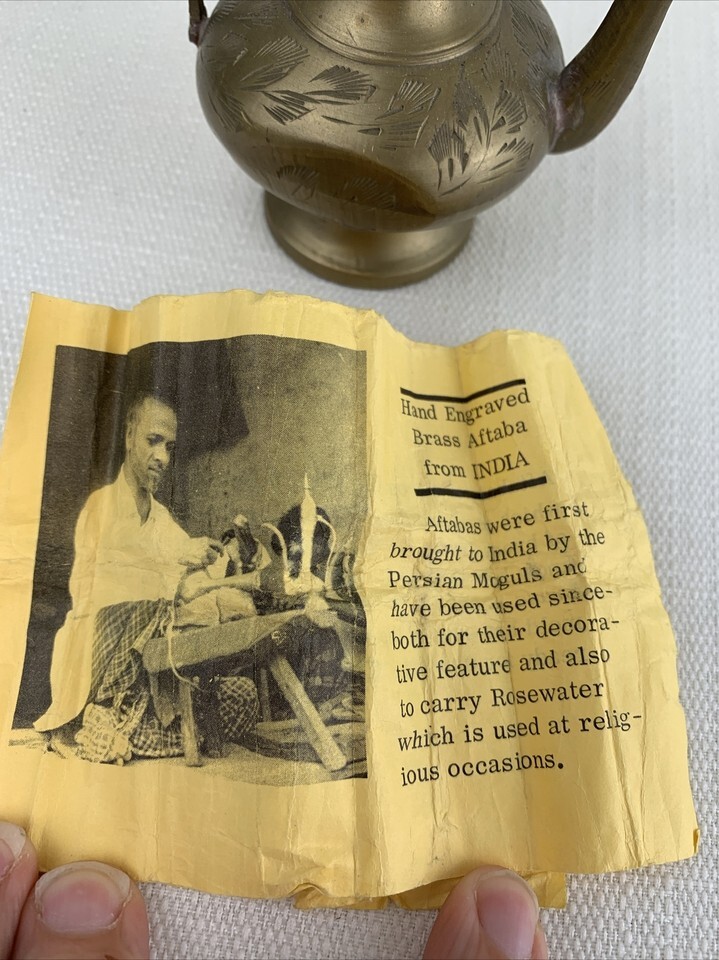 Hand Engraved
Brass Aftaba
from INDIA
Aftabas were first
brought to India by the
Persian Moguls and
have been used since-
both for their decora-
tive feature and also
to carry Rosewater
which is used at relig-
ious occasions.